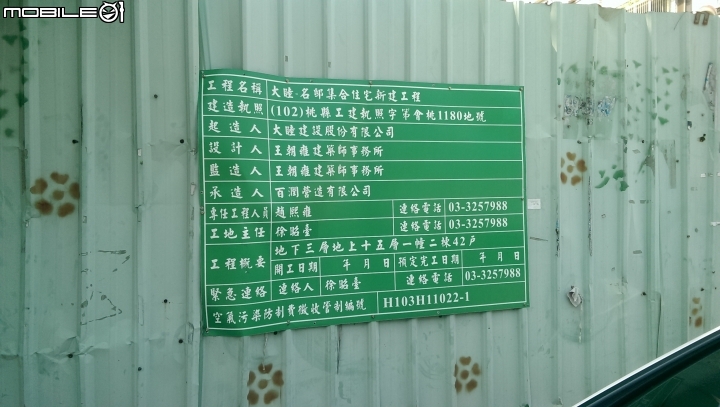 MOBILE01
工程名稱 大睦·名邸集合住宅新建工程
建造執照 (102)桃縣工建執照字第會桃1180地號
起造人 大睦建設股份有限公司
設計人 王朝雍建築師事務所
監造人 王朝雍建築師事務所
承造人 百潤營造有限公司
專任工程人員 趙熙雍 連絡電話 03-3257988
工地主任 徐貽臺 連絡電話 03-3257988
工程概要 地下三層地上十五層一幢二棟42戶
開工日期 年 月 日 預定完工日期 年 月 日
緊急連絡 連絡人 徐貽臺 連絡電話 03-3257988
空氣污染防制費徵收管制編號 H103H11022-1